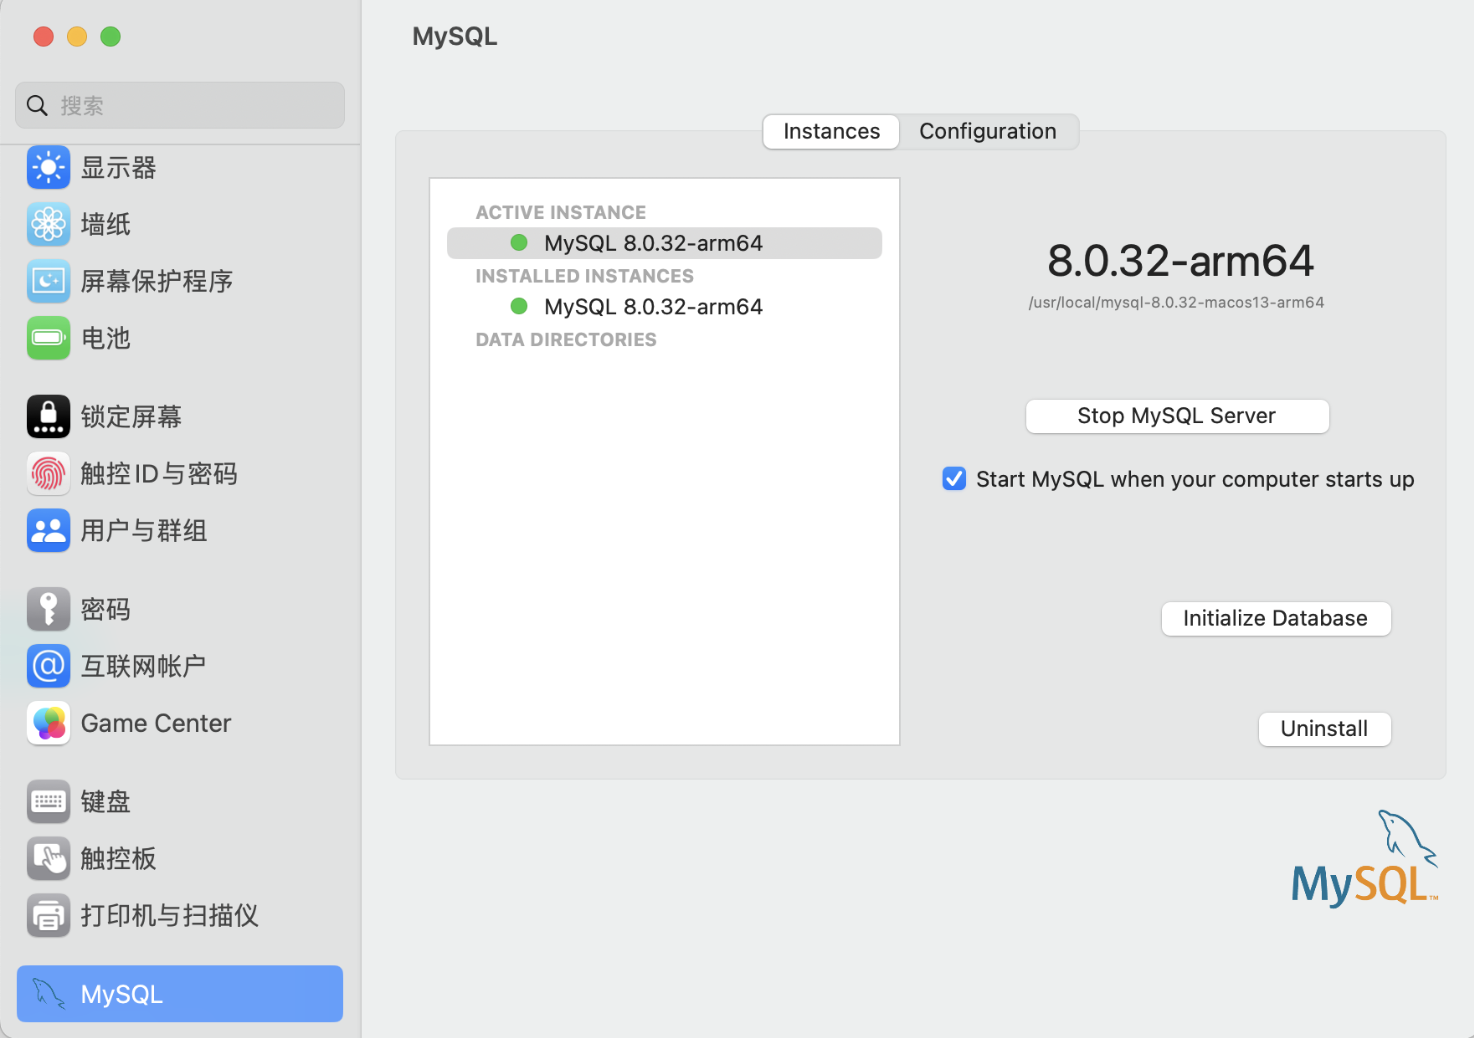 搜索
显示器
墙纸
屏幕保护程序
电池
锁定屏幕
触控 ID 与密码
用户与群组
密码
互联网帐户
Game Center
键盘
触控板
打印机与扫描仪
MySQL
MySQL
Instances
Configuration
ACTIVE INSTANCE
MySQL 8.0.32-arm64
INSTALLED INSTANCES
MySQL 8.0.32-arm64
DATA DIRECTORIES
8.0.32-arm64
/usr/local/mysql-8.0.32-macos13-arm64
Stop MySQL Server
Start MySQL when your computer starts up
Initialize Database
Uninstall
MySQL™